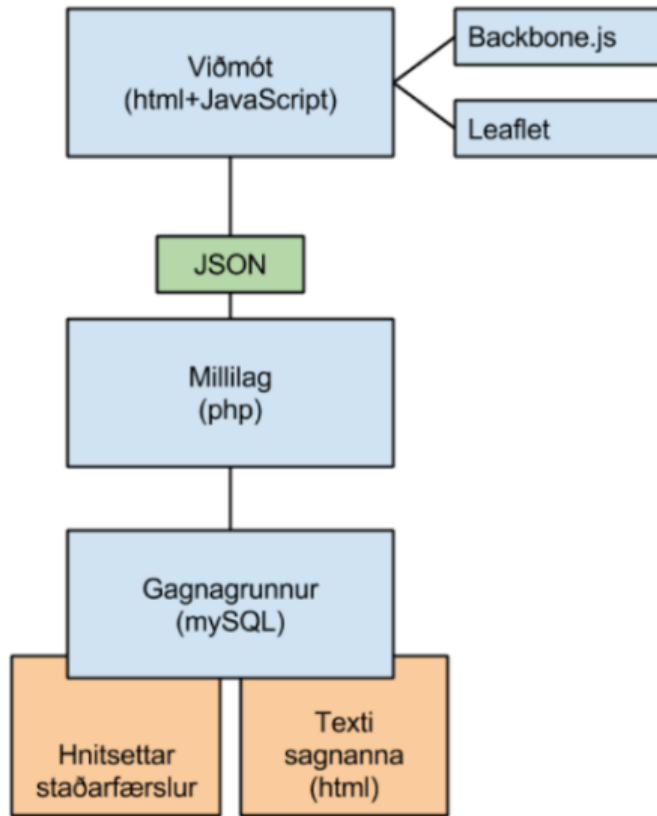 Viðmót
(html+JavaScript)
Backbone.js
Leaflet
JSON
Millilag
(php)
Gagnagrunnur
(mySQL)
Hnitsettar
staðarfærslur
Texti
sagnanna
(html)